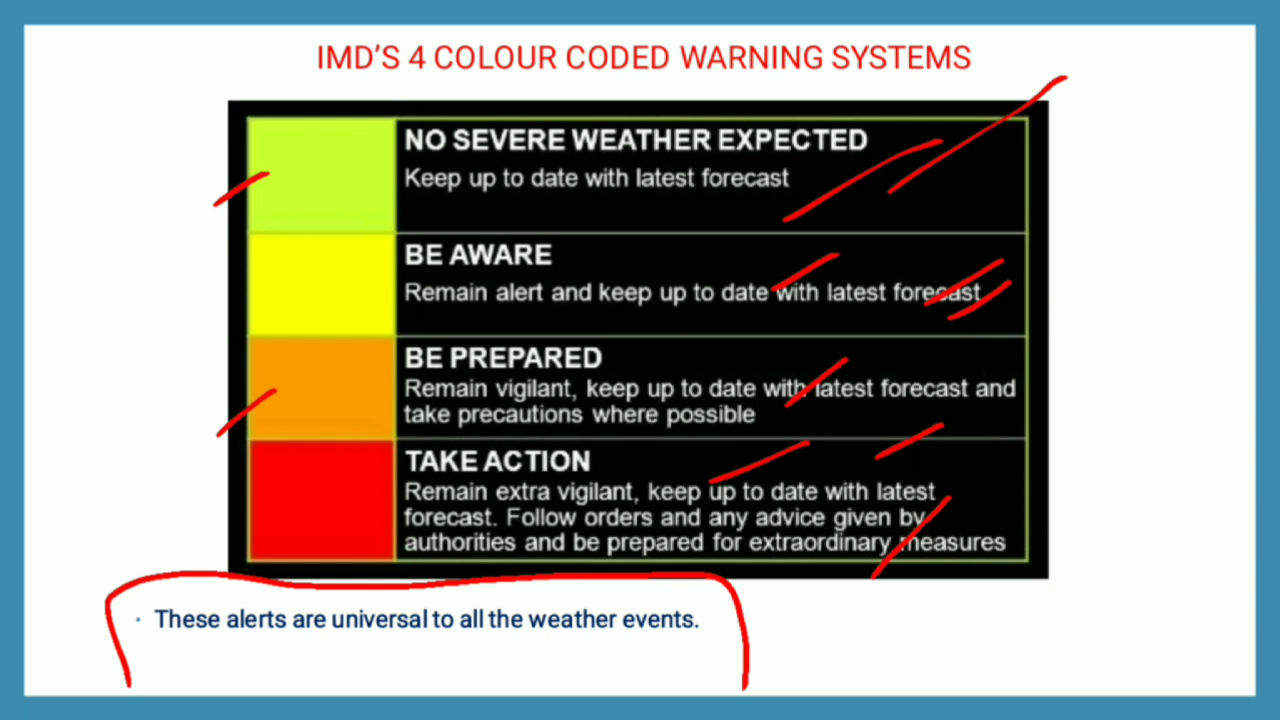 IMD’S 4 COLOUR CODED WARNING SYSTEMS
NO SEVERE WEATHER EXPECTED
Keep up to date with latest forecast
BE AWARE
Remain alert and keep up to date with latest forecast
BE PREPARED
Remain vigilant, keep up to date with latest forecast and
take precautions where possible
TAKE ACTION
Remain extra vigilant, keep up to date with latest
forecast. Follow orders and any advice given by
authorities and be prepared for extraordinary measures
· These alerts are universal to all the weather events.